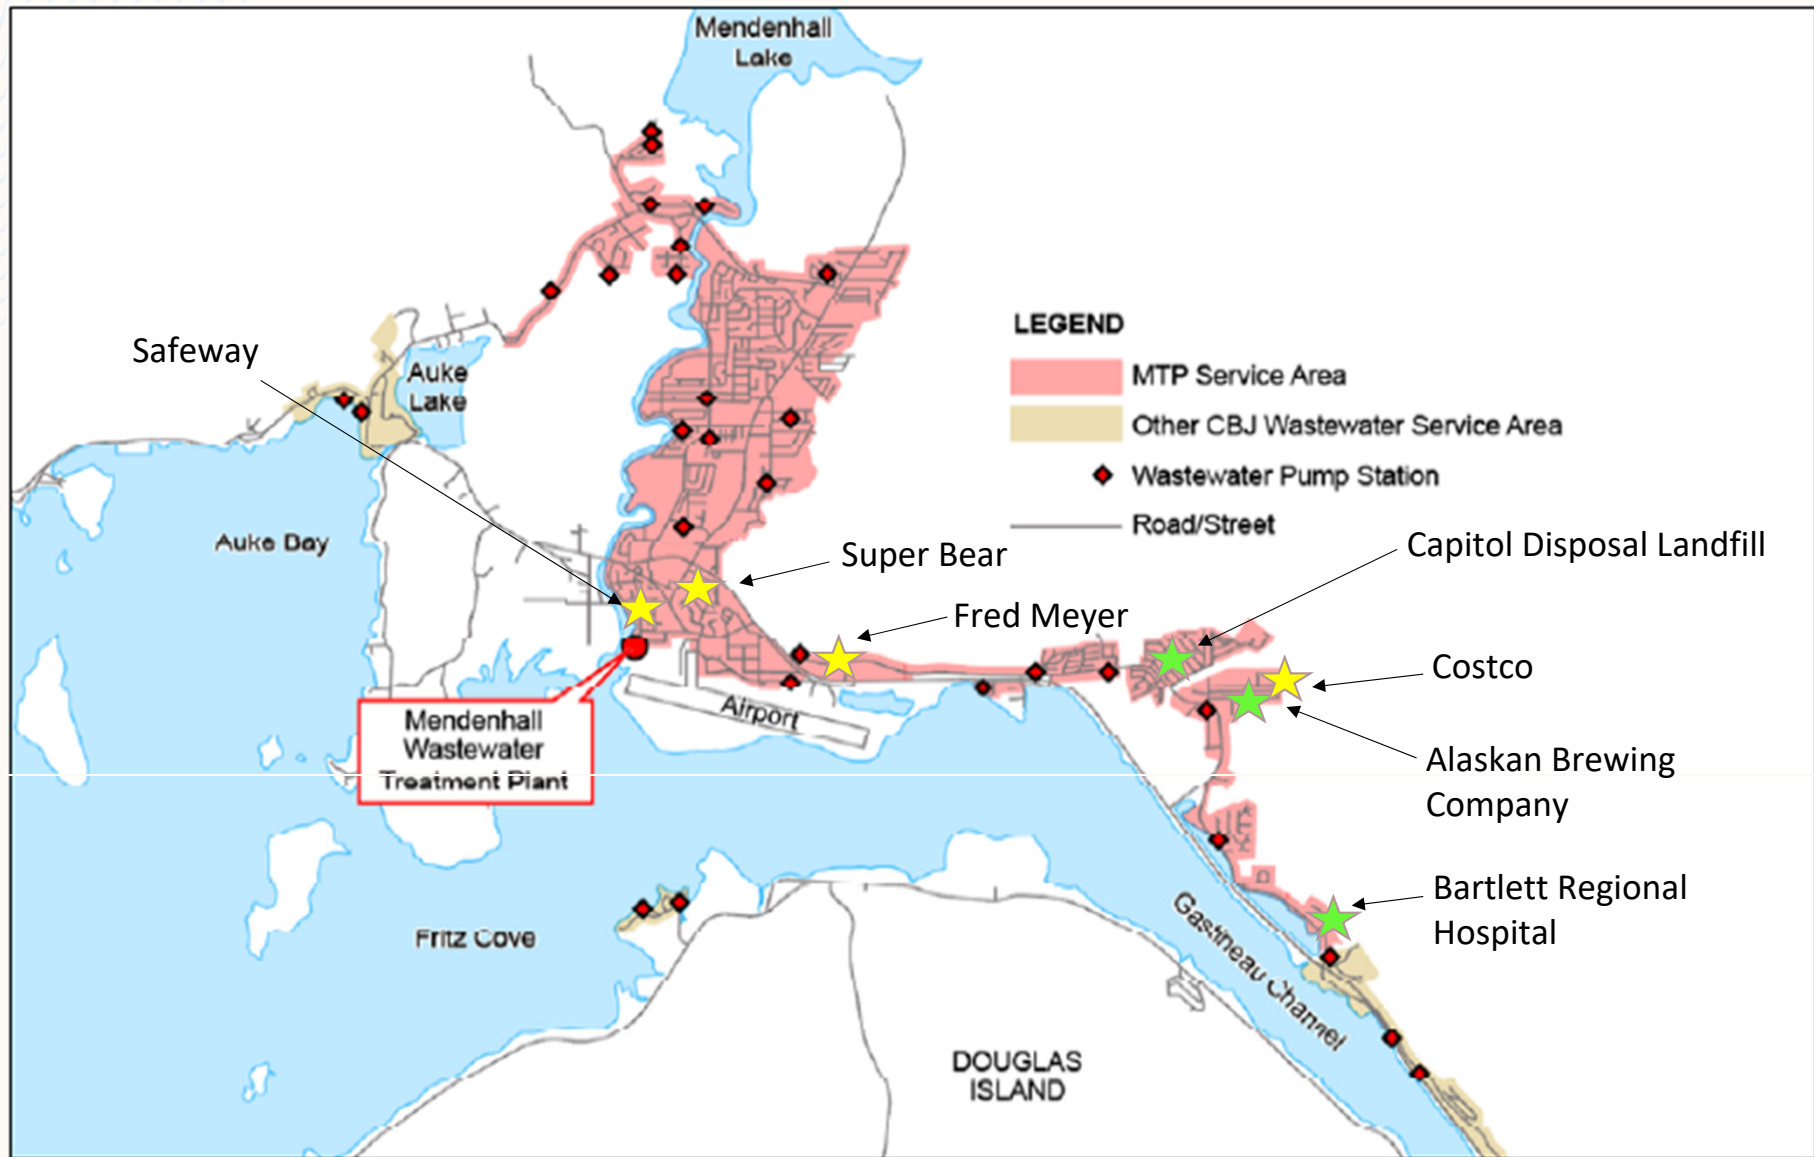 Mendenhall
Lake
Safeway
Auke
Lake
LEGEND
MTP Service Area
Other CBJ Wastewater Service Area
Wastewater Pump Station
Road/Street
Auke Bay
Super Bear
Capitol Disposal Landfill
Fred Meyer
Costco
Mendenhall
Wastewater
Treatment Plant
Airport
Alaskan Brewing
Company
Bartlett Regional
Hospital
Fritz Cove
Gastineau Channel
DOUGLAS
ISLAND